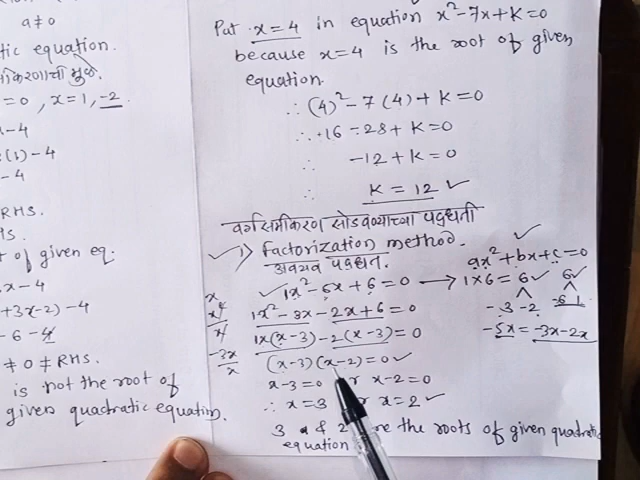 a≠0
tic equation.
मीकरणाची मुळे.
=0, x=1, -2
x-4
(1)-4
-4
RHS.
IS.
t of given eq.
x-4
+3x-2)-4
-6-4
≠ 0 ≠ RHS.
is not the root of
given quadratic equation.
Put x=4 in equation x²-7x+K=0
because x=4 is the root of given
equation.
∴ (4)²-7(4)+K=0
∴ 16-28+K=0
∴ -12+K=0
∴ K=12 ✓
वर्गसमीकरण सोडवण्याच्या पद्धती
✓ 1) Factorization method.
अवयव पद्धत.
ax²+bx+c=0
✓ 1x²-5x+6=0 → 1×6=6 ✓ 6
-3 -2 -6 1
1x²-3x-2x+6=0
-5x = -3x-2x
1x(x-3)-2(x-3)=0
-3x
x
(x-3)(x-2)=0 ✓
x-3=0 or x-2=0
∴ x=3 or x=2 ✓
3 & 2 are the roots of given quadratic
equation